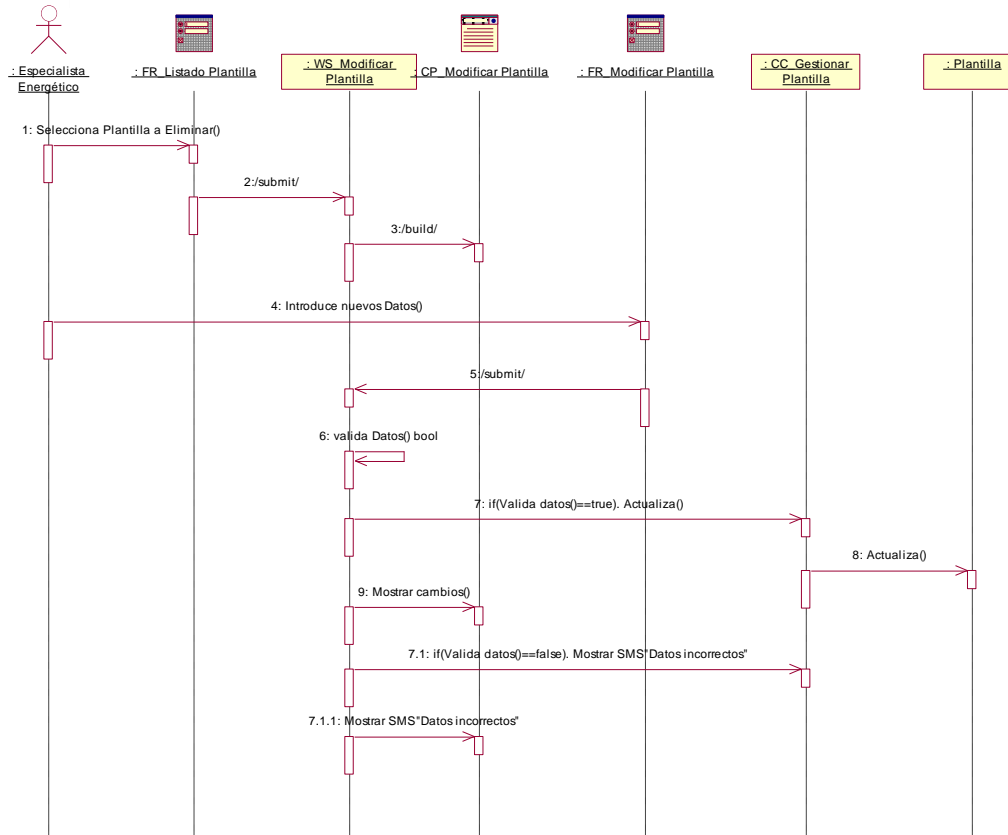 : Especialista
Energético
: FR_Listado Plantilla
: WS_Modificar
Plantilla
: CP_Modificar Plantilla
: FR_Modificar Plantilla
: CC_Gestionar
Plantilla
: Plantilla
1: Selecciona Plantilla a Eliminar()
2:/submit/
3:/build/
4: Introduce nuevos Datos()
5:/submit/
6: valida Datos() bool
7: if(Valida datos()==true). Actualiza()
8: Actualiza()
9: Mostrar cambios()
7.1: if(Valida datos()==false). Mostrar SMS"Datos incorrectos"
7.1.1: Mostrar SMS"Datos incorrectos"